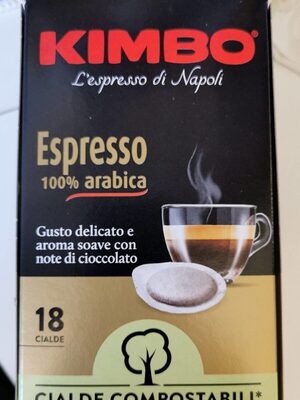 KIMBO®
L'espresso di Napoli
Espresso
100% arabica
Gusto delicato e
aroma soave con
note di cioccolato
18
CIALDE
CIALDE COMPOSTABILI*